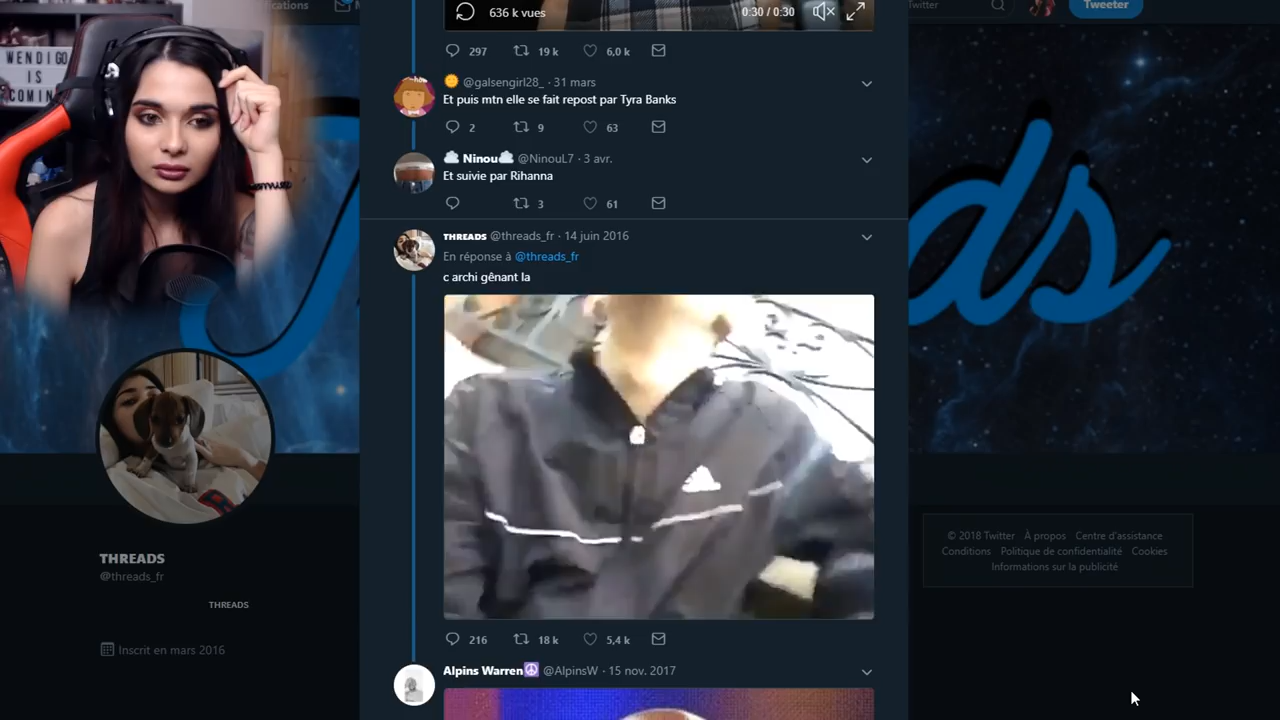 fications
M
Twitter
Tweeter
WENDIGO
IS
COMIN
636 k vues
0:30 / 0:30
297
19 k
6,0 k
@galsengirl28_ · 31 mars
Et puis mtn elle se fait repost par Tyra Banks
2
9
63
Ninou @NinouL7 · 3 avr.
Et suivie par Rihanna
3
61
THREADS @threads_fr · 14 juin 2016
En réponse à @threads_fr
c archi gênant la
216
18 k
5,4 k
Alpins Warren @AlpinsW · 15 nov. 2017
ds
THREADS
@threads_fr
THREADS
Inscrit en mars 2016
© 2018 Twitter À propos Centre d'assistance
Conditions Politique de confidentialité Cookies
Informations sur la publicité